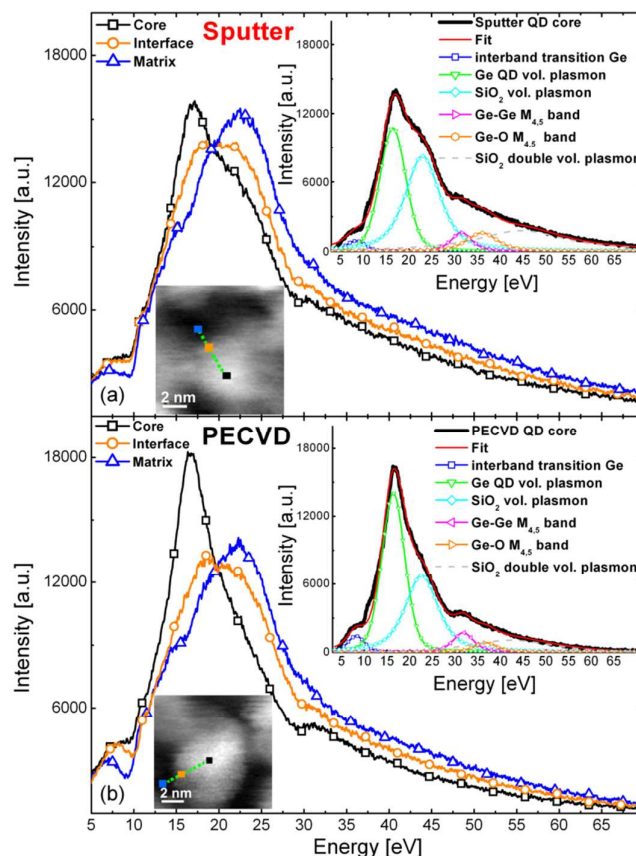 Sputter
Core
Interface
Matrix
Sputter QD core
Fit
interband transition Ge
Ge QD vol. plasmon
SiO₂ vol. plasmon
Ge-Ge M₄,₅ band
Ge-O M₄,₅ band
SiO₂ double vol. plasmon
18000
15000
12000
9000
6000
3000
0
Intensity [a.u.]
5 10 15 20 25 30 35 40 45 50 55 60 65
Energy [eV]
18000
15000
12000
6000
Intensity [a.u.]
2 nm
(a)
PECVD
Core
Interface
Matrix
PECVD QD core
Fit
interband transition Ge
Ge QD vol. plasmon
SiO₂ vol. plasmon
Ge-Ge M₄,₅ band
Ge-O M₄,₅ band
SiO₂ double vol. plasmon
18000
12000
6000
0
Intensity [a.u.]
5 10 15 20 25 30 35 40 45 50 55 60 65
Energy [eV]
18000
15000
12000
6000
Intensity [a.u.]
2 nm
(b)
5 10 15 20 25 30 35 40 45 50 55 60 65
Energy [eV]